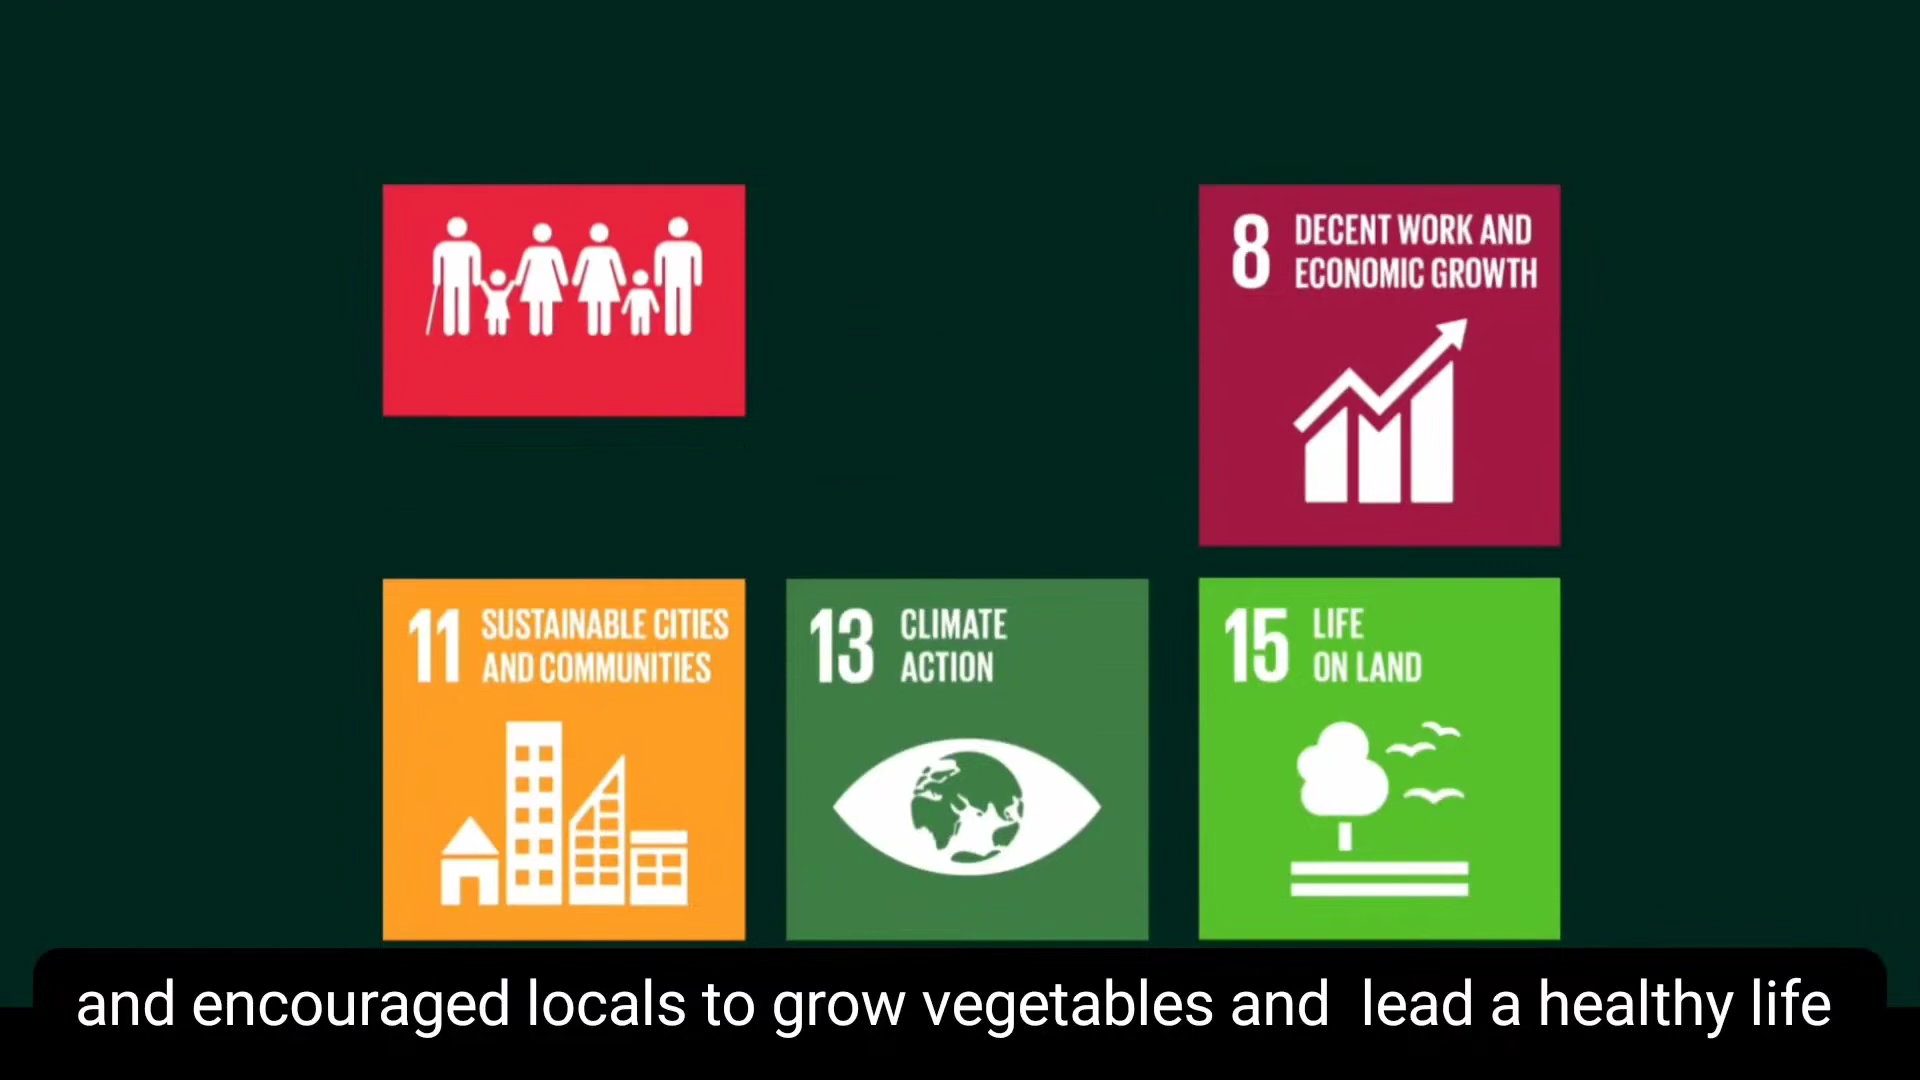 8 DECENT WORK AND
ECONOMIC GROWTH
11 SUSTAINABLE CITIES
AND COMMUNITIES
13 CLIMATE
ACTION
15 LIFE
ON LAND
and encouraged locals to grow vegetables and lead a healthy life